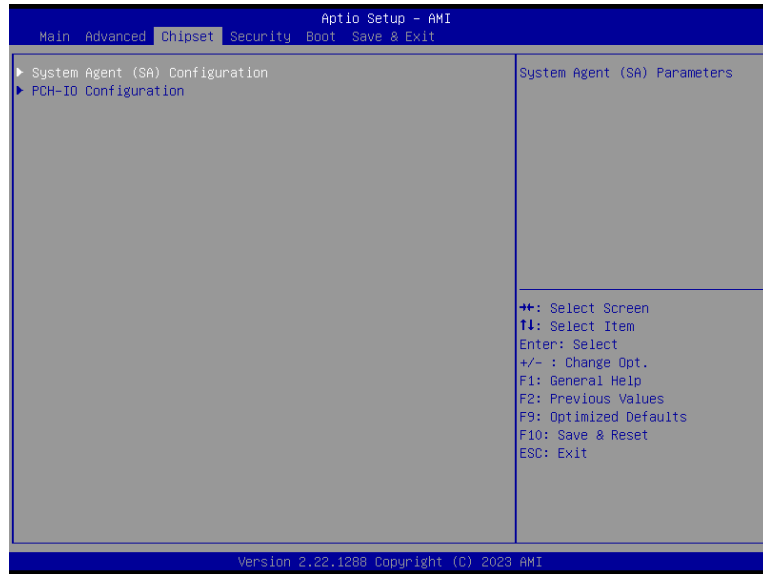 Aptio Setup – AMI
Main Advanced Chipset Security Boot Save & Exit
▶ System Agent (SA) Configuration
▶ PCH-IO Configuration
System Agent (SA) Parameters
→←: Select Screen
↑↓: Select Item
Enter: Select
+/- : Change Opt.
F1: General Help
F2: Previous Values
F9: Optimized Defaults
F10: Save & Reset
ESC: Exit
Version 2.22.1288 Copyright (C) 2023 AMI